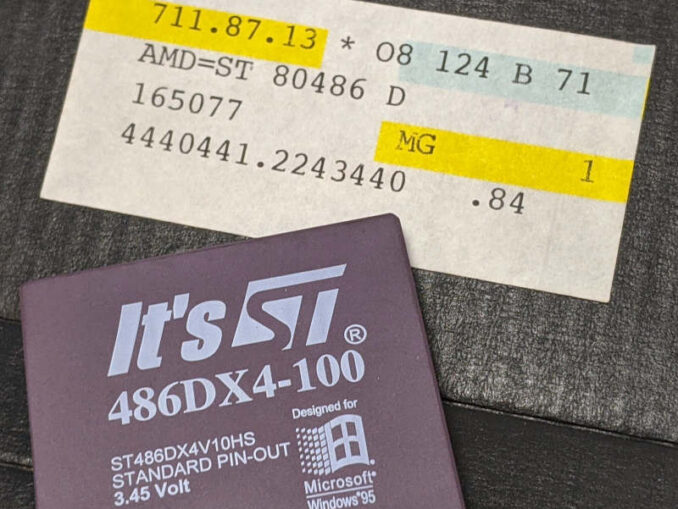 711.87.13 * 08 124 B 71
AMD=ST 80486 D
165077
MG 1
4440441.2243440 .84
It's ST®
486DX4-100
ST486DX4V10HS
STANDARD PIN-OUT
3.45 Volt
Designed for
Microsoft®
Windows®95